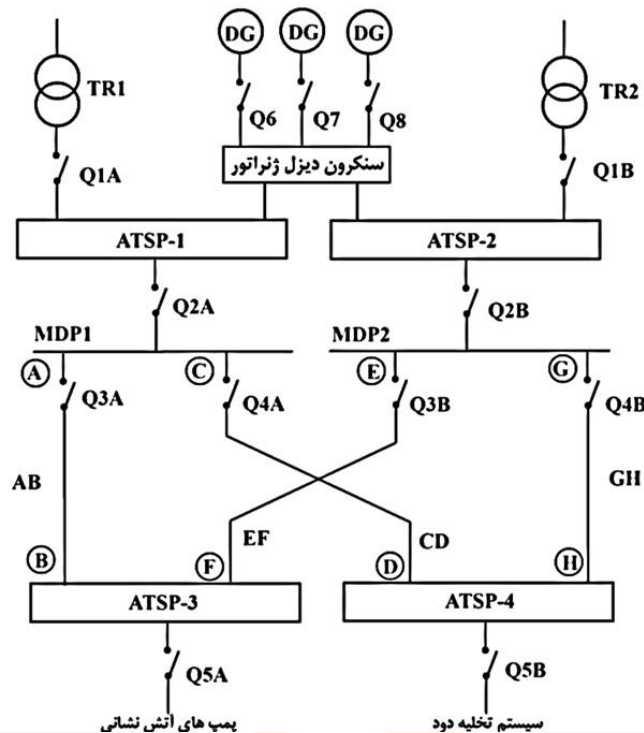 DG DG DG
TR1 TR2
Q6 Q7 Q8
سنکرون دیزل ژنراتور
Q1A Q1B
ATSP-1 ATSP-2
Q2A Q2B
MDP1 MDP2
A C E G
Q3A Q4A Q3B Q4B
AB GH
EF CD
B F D H
ATSP-3 ATSP-4
Q5A Q5B
پمپ های آتش نشانی سیستم تخلیه دود